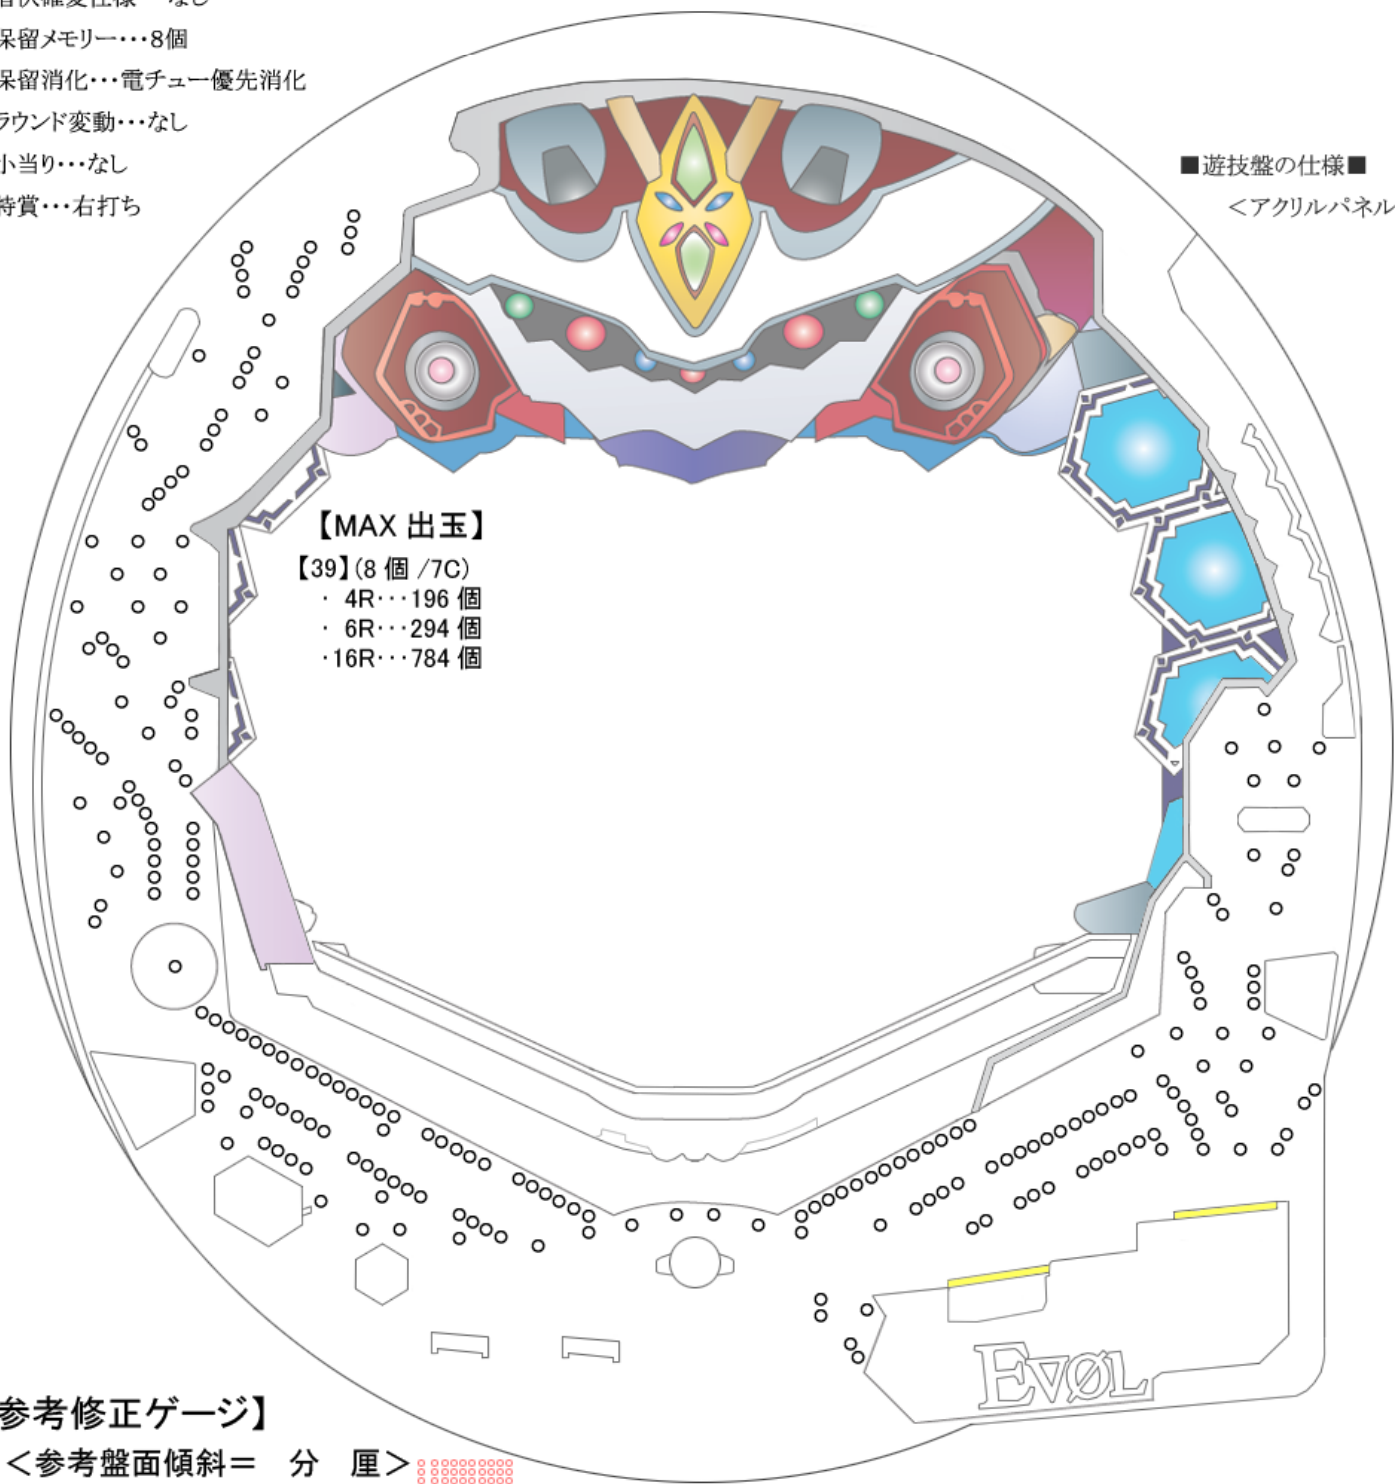 保留メモリー･･･8個
保留消化･･･電チュー優先消化
ラウンド変動･･･なし
小当り･･･なし
特賞･･･右打ち
■遊技盤の仕様■
＜アクリルパネル
【MAX 出玉】
【39】(8 個 /7C)
・ 4R･･･196 個
・ 6R･･･294 個
・16R･･･784 個
EVØL
参考修正ゲージ】
＜参考盤面傾斜＝ 分 厘＞